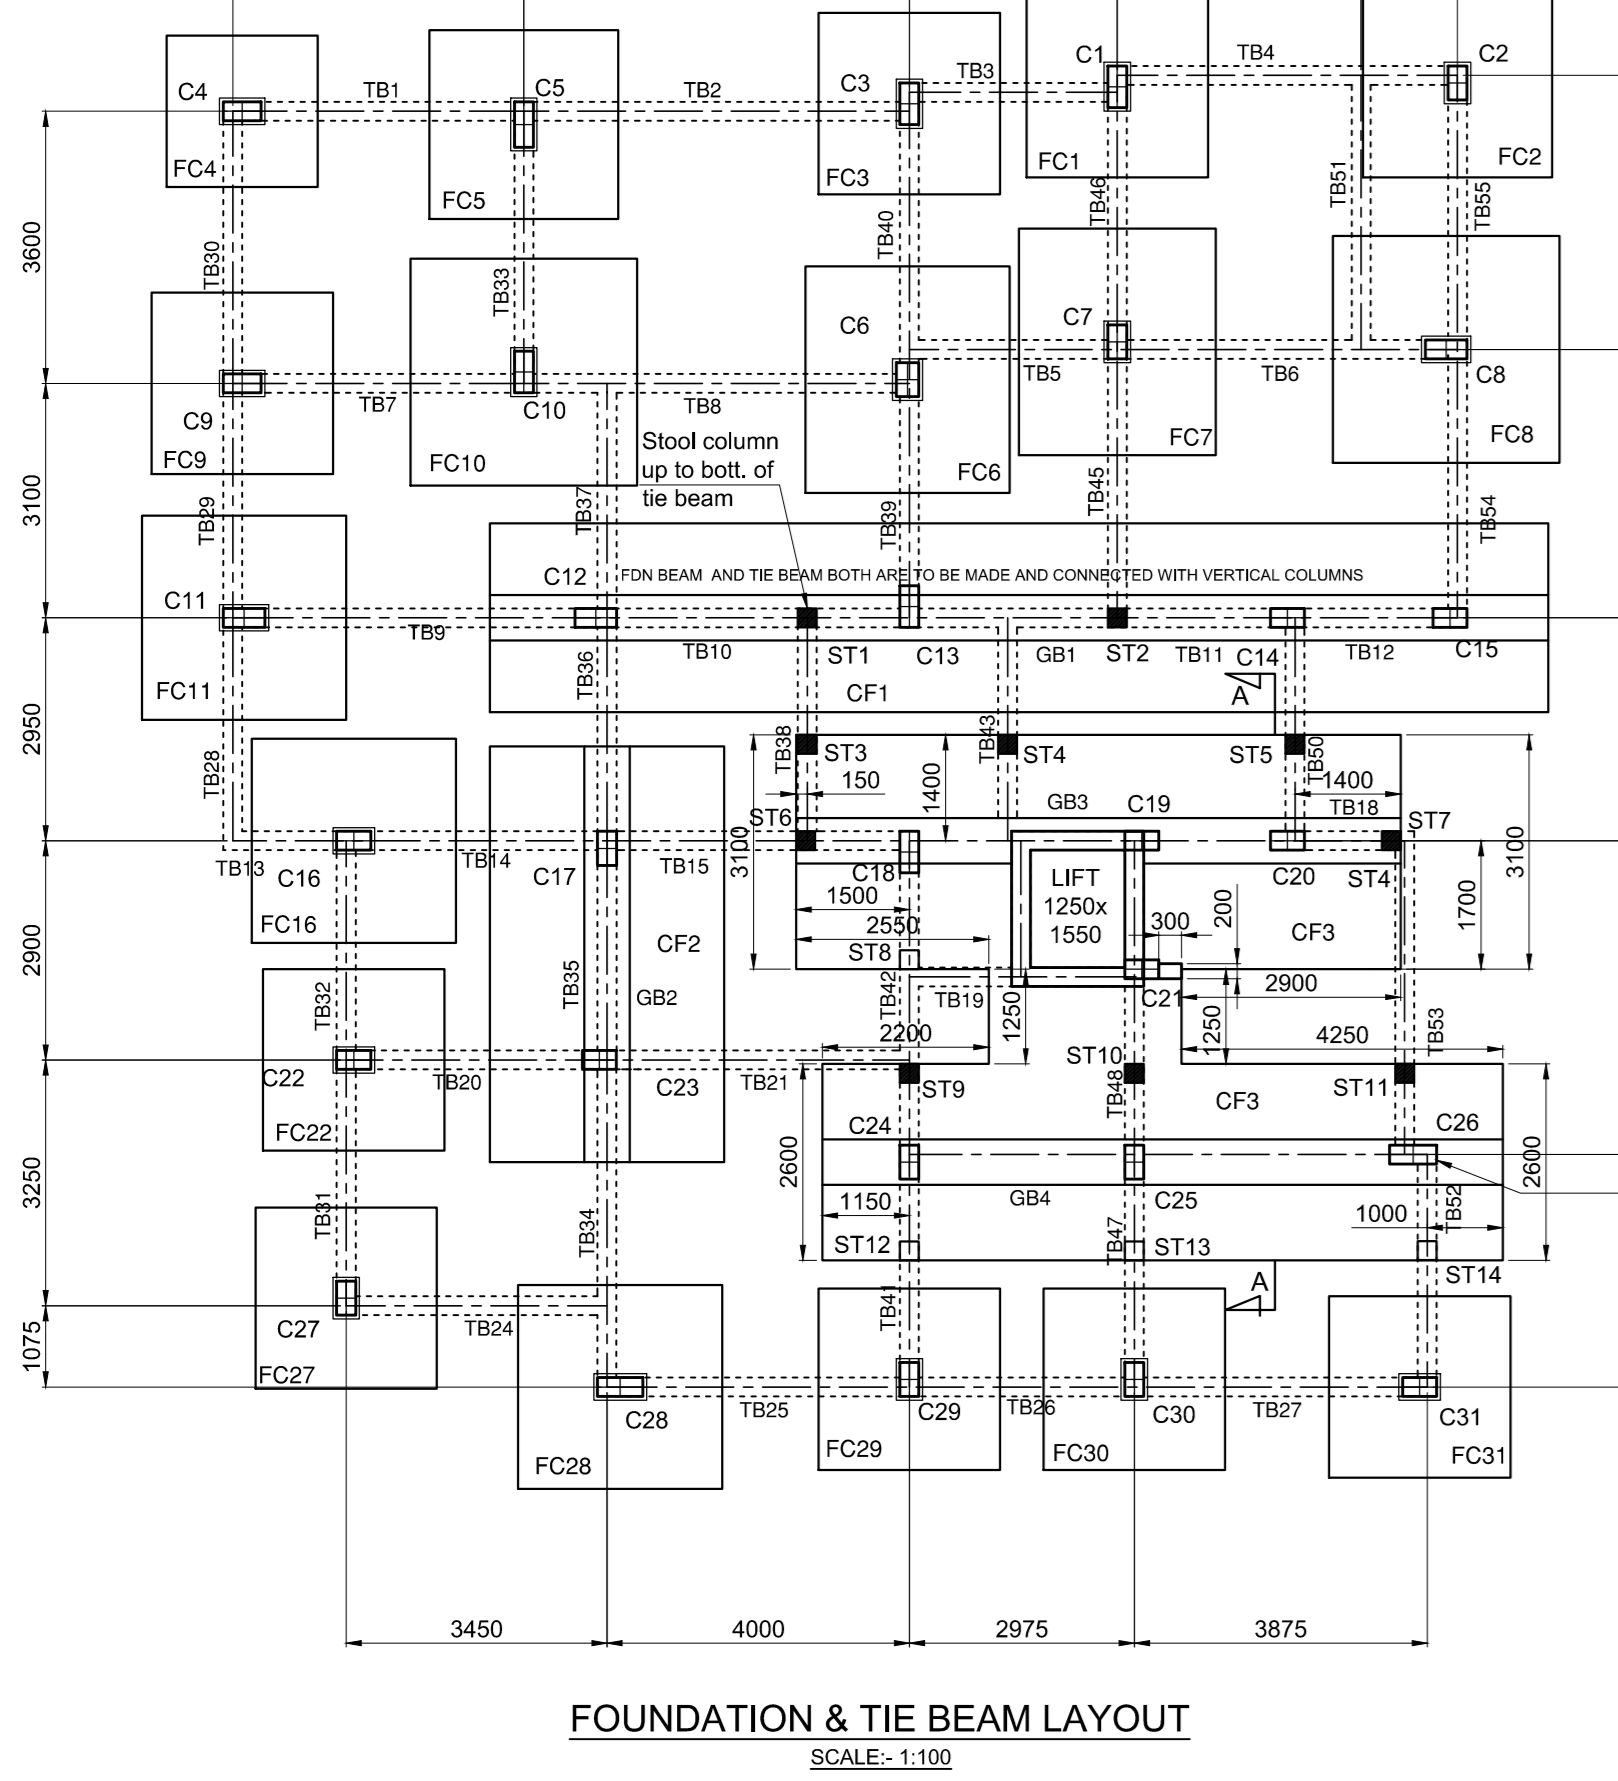 C1
TB4
C2
C4
TB1
C5
TB2
C3
TB3
FC4
FC5
FC3
FC1
FC2
TB51
TB46
TB55
3600
TB30
TB33
TB40
C6
C7
TB5
TB6
C8
C9
TB7
C10
TB8
FC9
FC10
FC6
FC7
FC8
Stool column
up to bott. of
tie beam
3100
TB29
TB37
TB39
TB45
TB54
C12
FDN BEAM AND TIE BEAM BOTH ARE TO BE MADE AND CONNECTED WITH VERTICAL COLUMNS
C11
TB9
TB10
ST1
C13
GB1
ST2
TB11
C14
TB12
C15
TB36
FC11
CF1
A
2950
TB28
TB38
ST3
150
1400
TB43
ST4
ST5
TB50
1400
GB3
C19
TB18
ST6
ST7
3100
3100
TB13
C16
TB14
C17
TB15
C18
LIFT
1250x
1550
C20
ST4
FC16
1500
2550
300
200
CF3
1700
2900
CF2
ST8
TB32
TB35
GB2
TB42
TB19
1250
C21
2900
1250
2200
4250
TB53
C22
TB20
C23
TB21
ST9
ST10
TB48
ST11
FC22
C24
CF3
C26
3250
2600
2600
TB31
TB34
1150
GB4
C25
1000
TB52
ST12
TB47
ST13
ST14
TB41
A
1075
C27
TB24
FC27
C28
TB25
C29
TB26
C30
TB27
C31
FC28
FC29
FC30
FC31
3450
4000
2975
3875
FOUNDATION & TIE BEAM LAYOUT
SCALE:- 1:100